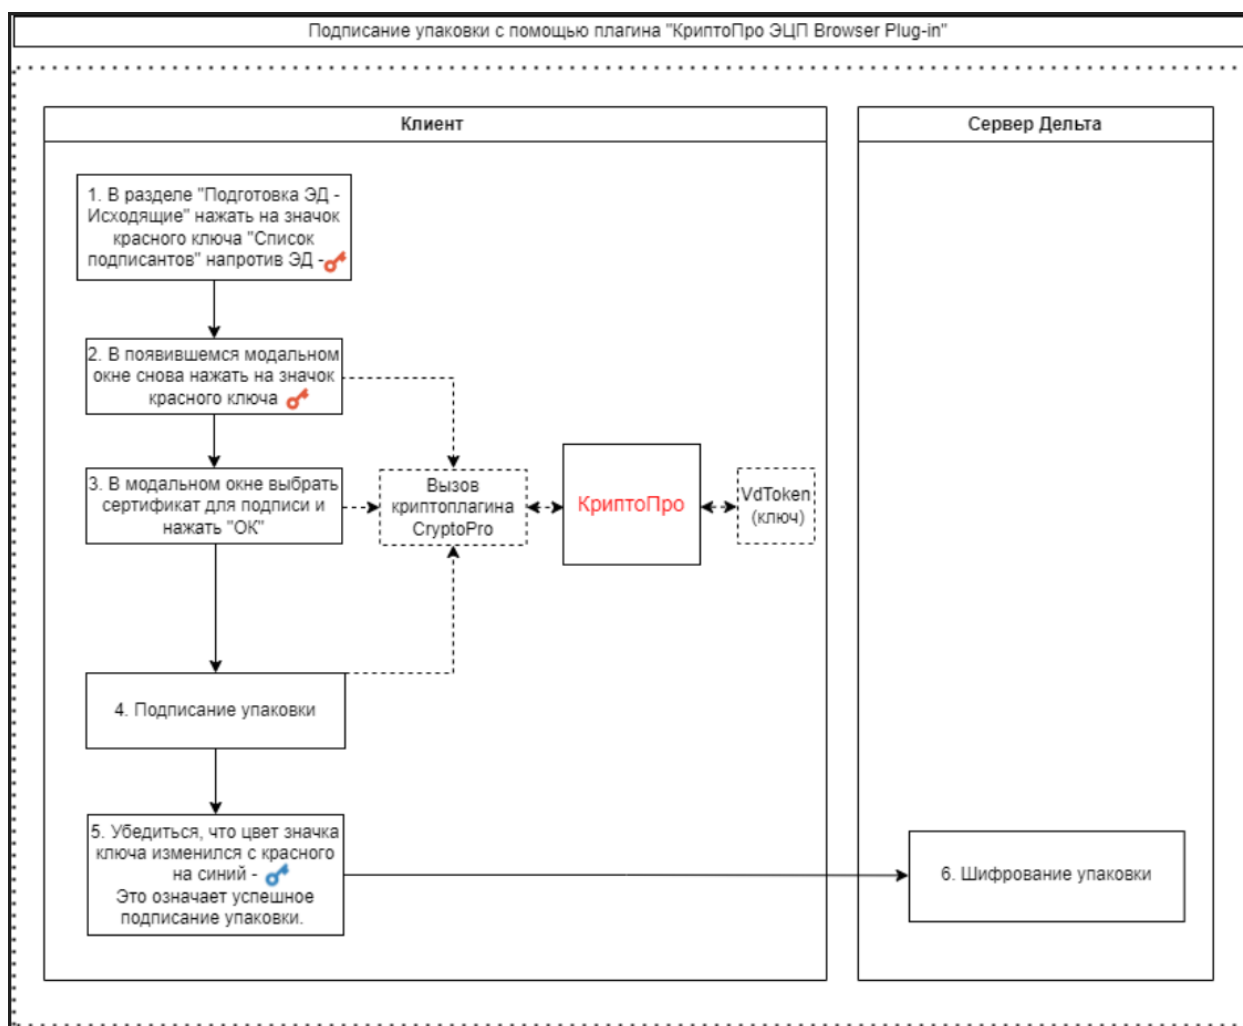 Подписание упаковки с помощью плагина "КриптоПро ЭЦП Browser Plug-in"
Клиент
Сервер Дельта
1. В разделе "Подготовка ЭД -
Исходящие" нажать на значок
красного ключа "Список
подписантов" напротив ЭД -
2. В появившемся модальном
окне снова нажать на значок
красного ключа
3. В модальном окне выбрать
сертификат для подписи и
нажать "ОК"
Вызов
криптоплагина
CryptoPro
КриптоПро
VdToken
(ключ)
4. Подписание упаковки
5. Убедиться, что цвет значка
ключа изменился с красного
на синий -
Это означает успешное
подписание упаковки.
6. Шифрование упаковки